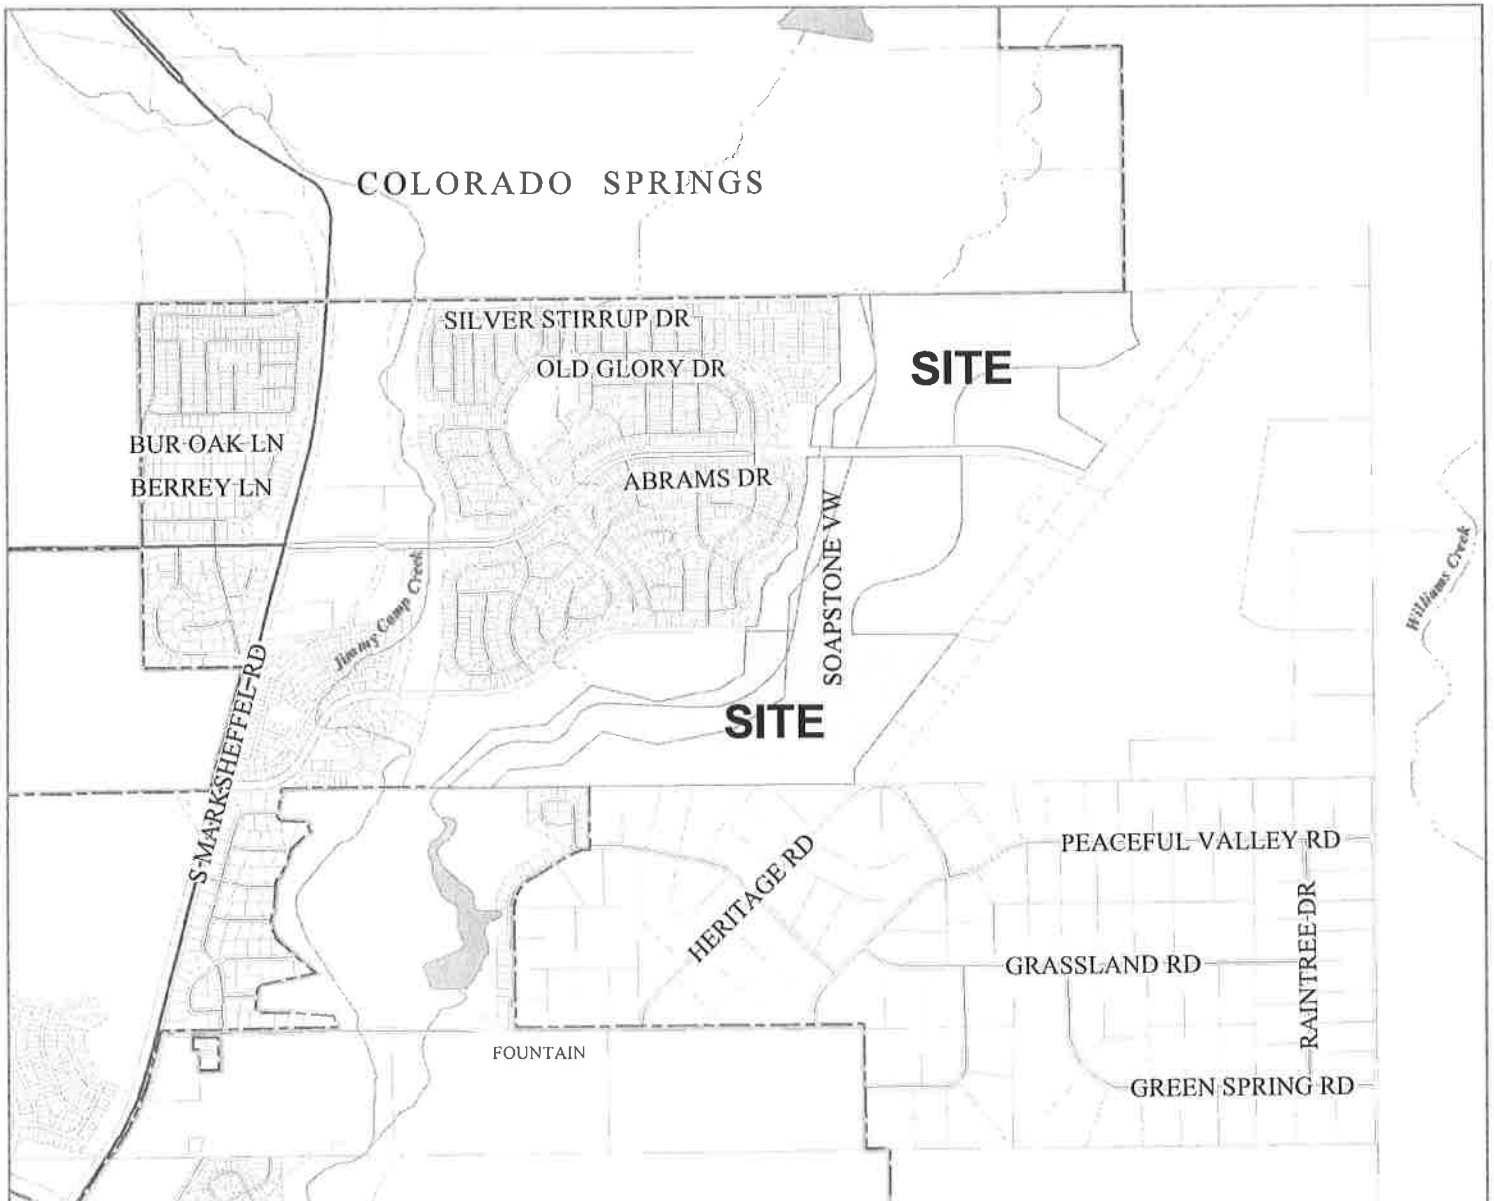 COLORADO SPRINGS
SILVER STIRRUP DR
SITE
OLD GLORY DR
BUR OAK LN
ABRAMS DR
BERREY LN
SOAPSTONE VW
Williams Creek
Jimmy Camp Creek
S MARKSHEFFEL RD
SITE
PEACEFUL VALLEY RD
HERITAGE RD
RAINTREE DR
GRASSLAND RD
FOUNTAIN
GREEN SPRING RD